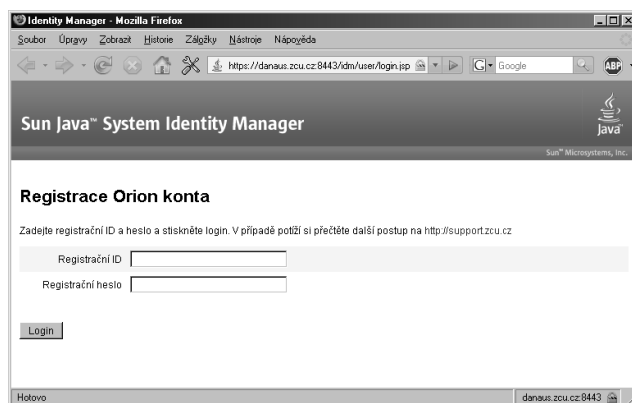 Identity Manager - Mozilla Firefox
Soubor Úpravy Zobrazit Historie Záložky Nástroje Nápověda
https://danaus.zcu.cz:8443/idm/user/login.jsp G Google ABP
Sun Java™ System Identity Manager
Java™
Sun™ Microsystems, Inc.
Registrace Orion konta
Zadejte registrační ID a heslo a stiskněte login. V případě potíží si přečtěte další postup na http://support.zcu.cz
Registrační ID
Registrační heslo
Login
Hotovo danaus.zcu.cz:8443